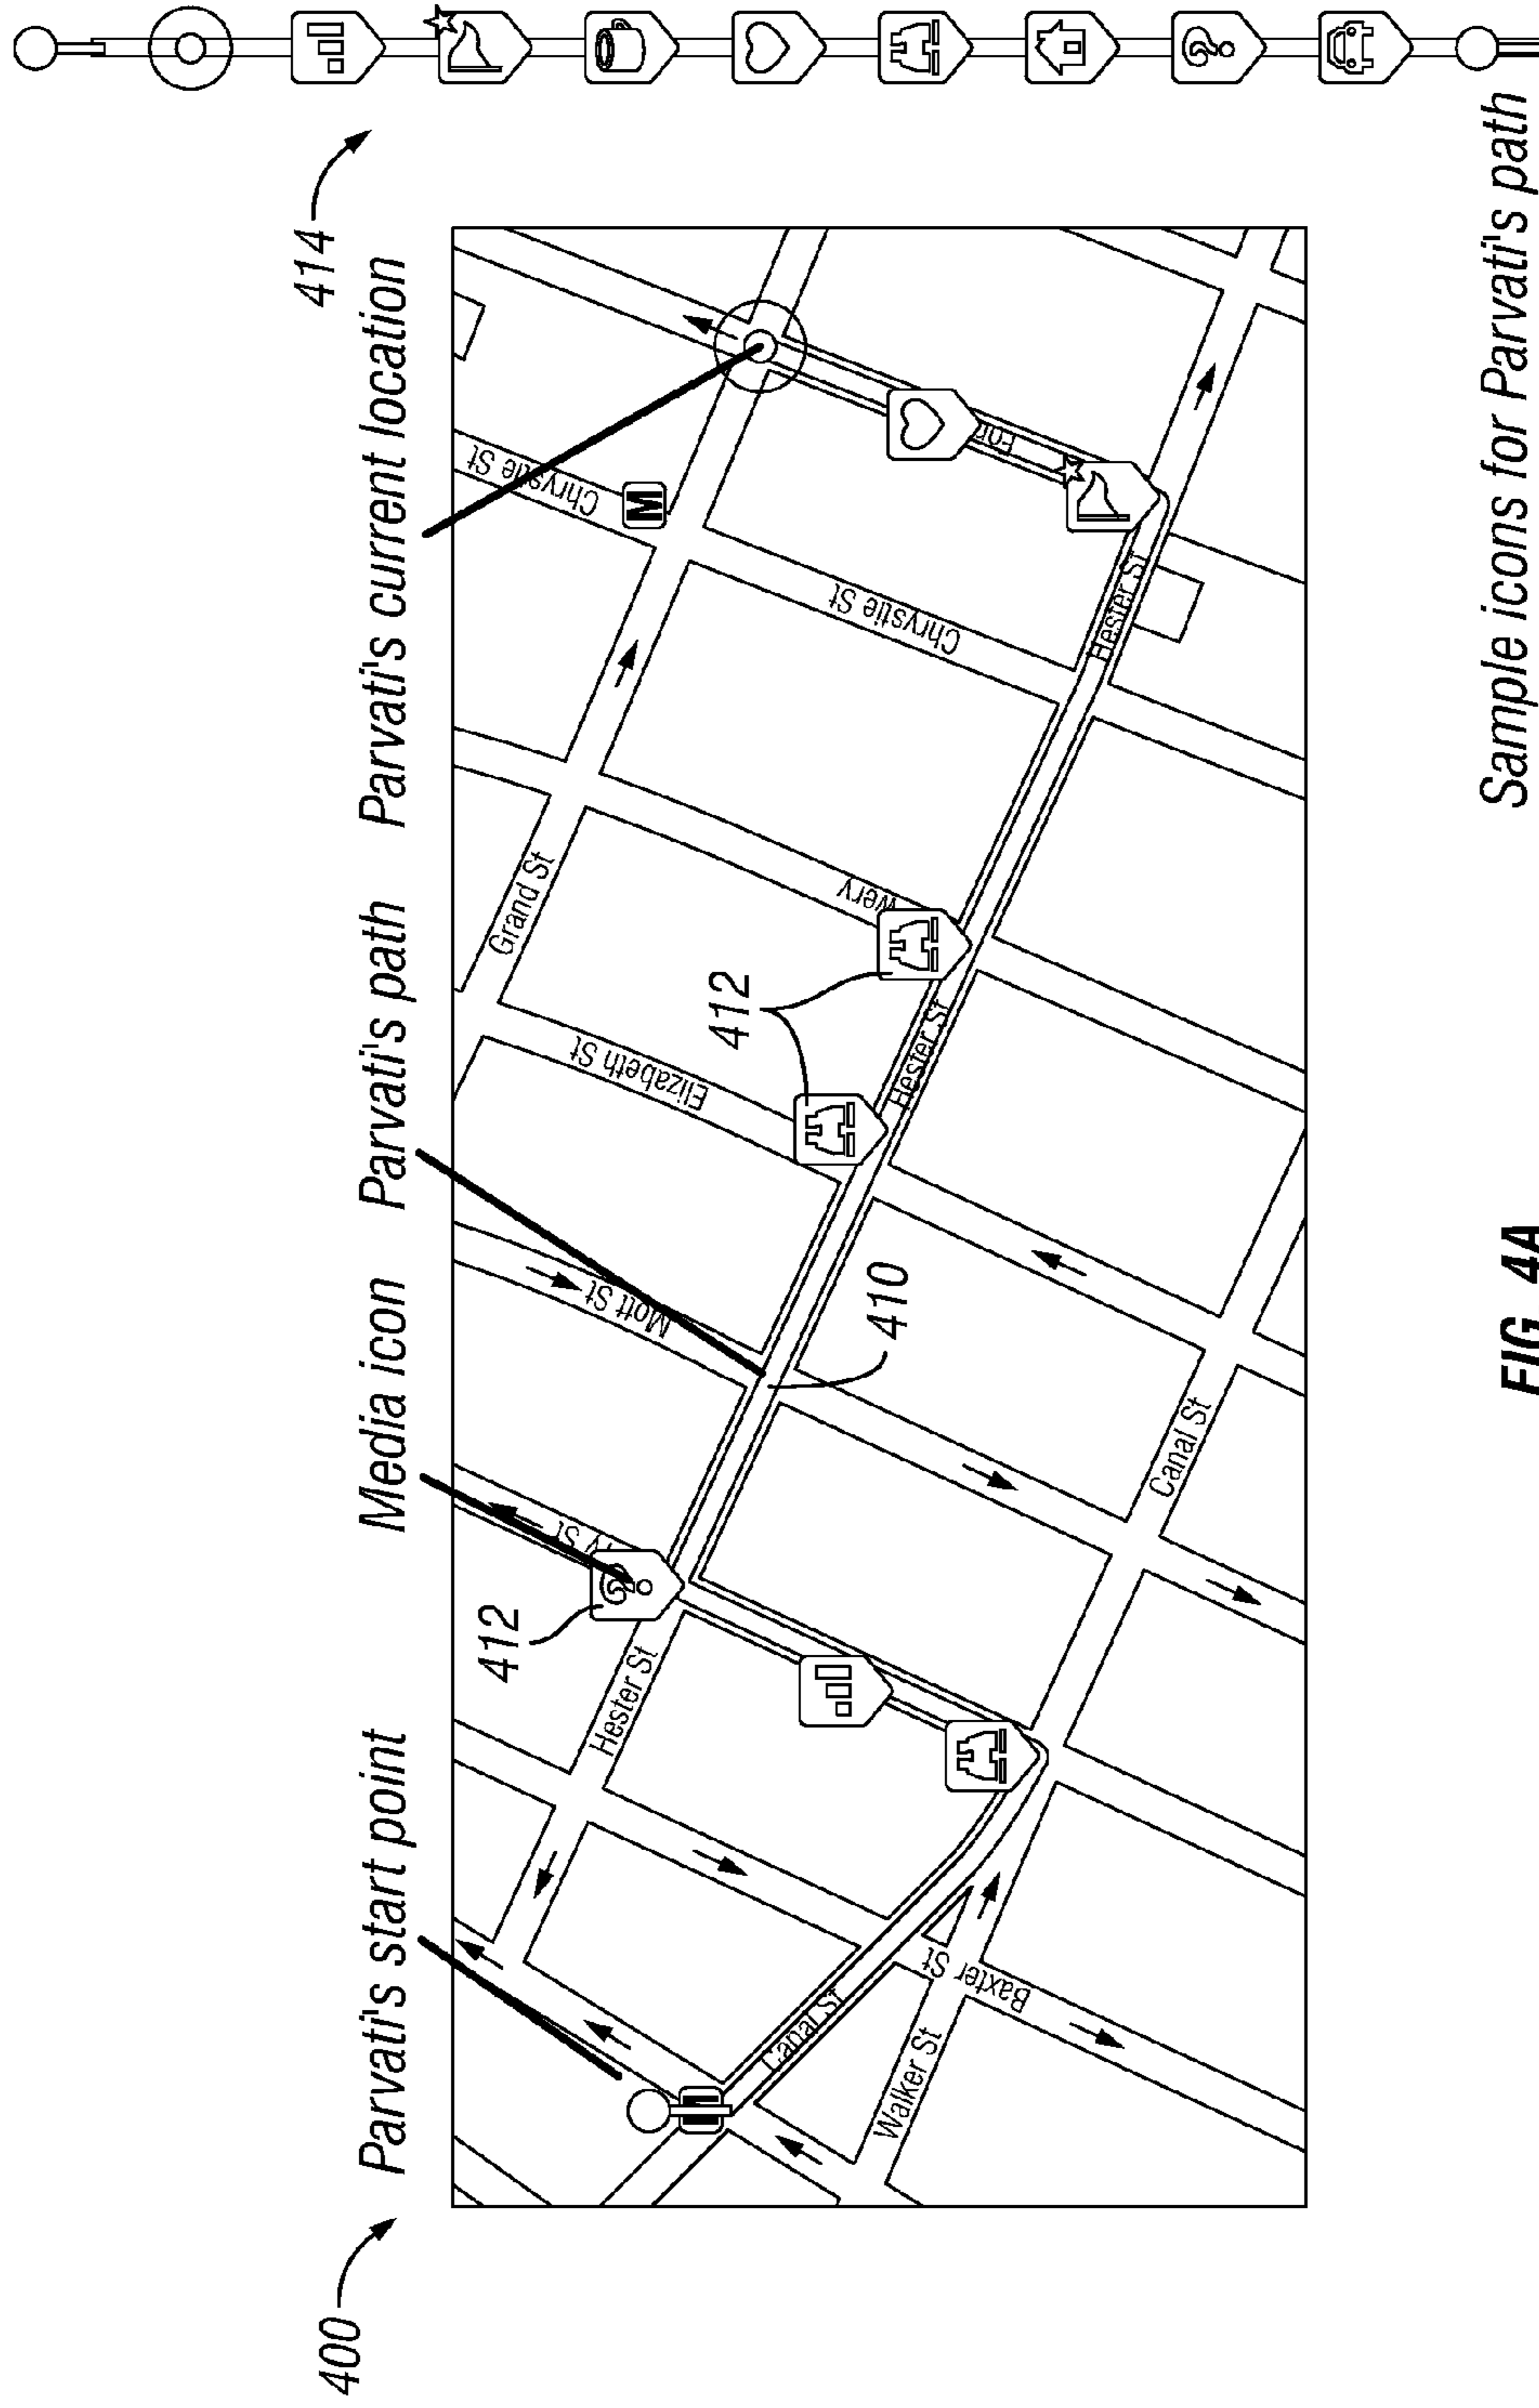 400
Parvati's start point
Media icon
Parvati's path
Parvati's current location
414
412
Hester St
Mott St
Elizabeth St
Grand St
Chrystie St
M
Chrystie St
412
410
Hester St
Hester St
Canal St
Walker St
Baxter St
Canal St
Sample icons for Parvati's path
FIG. 4A